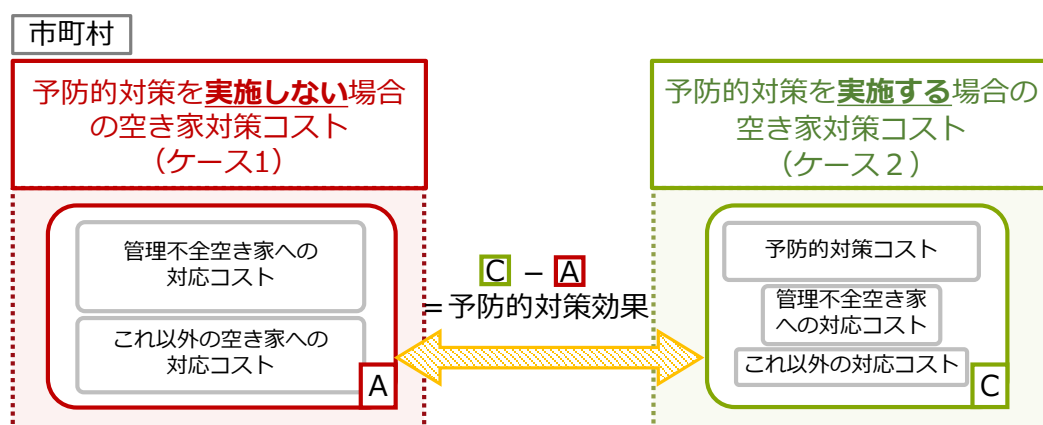 市町村
予防的対策を実施しない場合
の空き家対策コスト
（ケース1）
予防的対策を実施する場合の
空き家対策コスト
（ケース２）
管理不全空き家への
対応コスト
これ以外の空き家への
対応コスト
A
C － A
＝予防的対策効果
予防的対策コスト
管理不全空き家
への対応コスト
これ以外の対応コスト
C